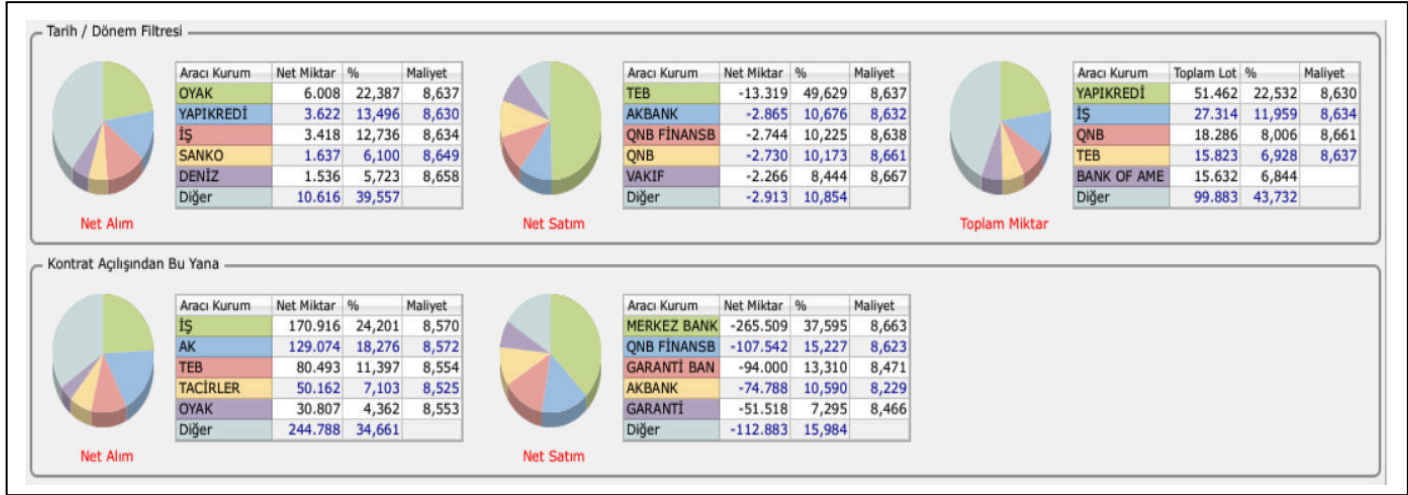 Tarih / Dönem Filtresi
Aracı Kurum Net Miktar % Maliyet
OYAK 6.008 22,387 8,637
YAPIKREDİ 3.622 13,496 8,630
İŞ 3.418 12,736 8,634
SANKO 1.637 6,100 8,649
DENİZ 1.536 5,723 8,658
Diğer 10.616 39,557
Net Alım
Aracı Kurum Net Miktar % Maliyet
TEB -13.319 49,629 8,637
AKBANK -2.865 10,676 8,632
QNB FİNANSB -2.744 10,225 8,638
QNB -2.730 10,173 8,661
VAKIF -2.266 8,444 8,667
Diğer -2.913 10,854
Net Satım
Aracı Kurum Toplam Lot % Maliyet
YAPIKREDİ 51.462 22,532 8,630
İŞ 27.314 11,959 8,634
QNB 18.286 8,006 8,661
TEB 15.823 6,928 8,637
BANK OF AME 15.632 6,844
Diğer 99.883 43,732
Toplam Miktar
Kontrat Açılışından Bu Yana
Aracı Kurum Net Miktar % Maliyet
İŞ 170.916 24,201 8,570
AK 129.074 18,276 8,572
TEB 80.493 11,397 8,554
TACİRLER 50.162 7,103 8,525
OYAK 30.807 4,362 8,553
Diğer 244.788 34,661
Net Alım
Aracı Kurum Net Miktar % Maliyet
MERKEZ BANK -265.509 37,595 8,663
QNB FİNANSB -107.542 15,227 8,623
GARANTİ BAN -94.000 13,310 8,471
AKBANK -74.788 10,590 8,229
GARANTİ -51.518 7,295 8,466
Diğer -112.883 15,984
Net Satım